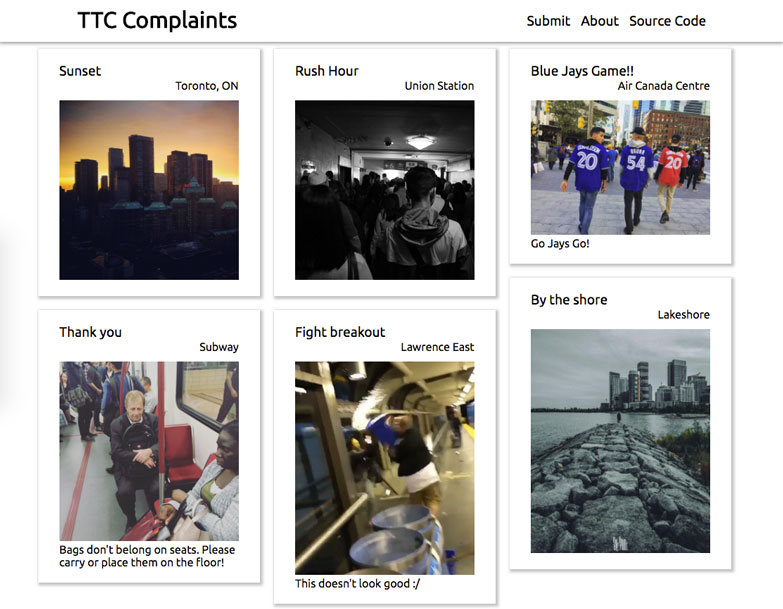 TTC Complaints
Submit About Source Code
Sunset
Toronto, ON
Rush Hour
Union Station
Blue Jays Game!!
Air Canada Centre
20
OSUNA
54
20
Go Jays Go!
Thank you
Subway
Bags don't belong on seats. Please
carry or place them on the floor!
Fight breakout
Lawrence East
This doesn't look good :/
By the shore
Lakeshore